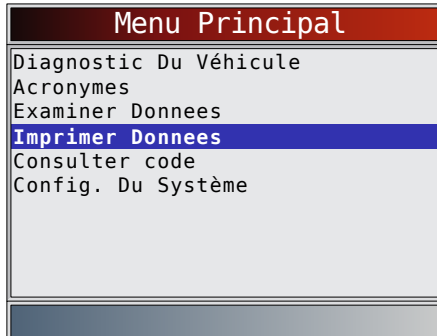 Menu Principal
Diagnostic Du Véhicule
Acronymes
Examiner Donnees
Imprimer Donnees
Consulter code
Config. Du Système